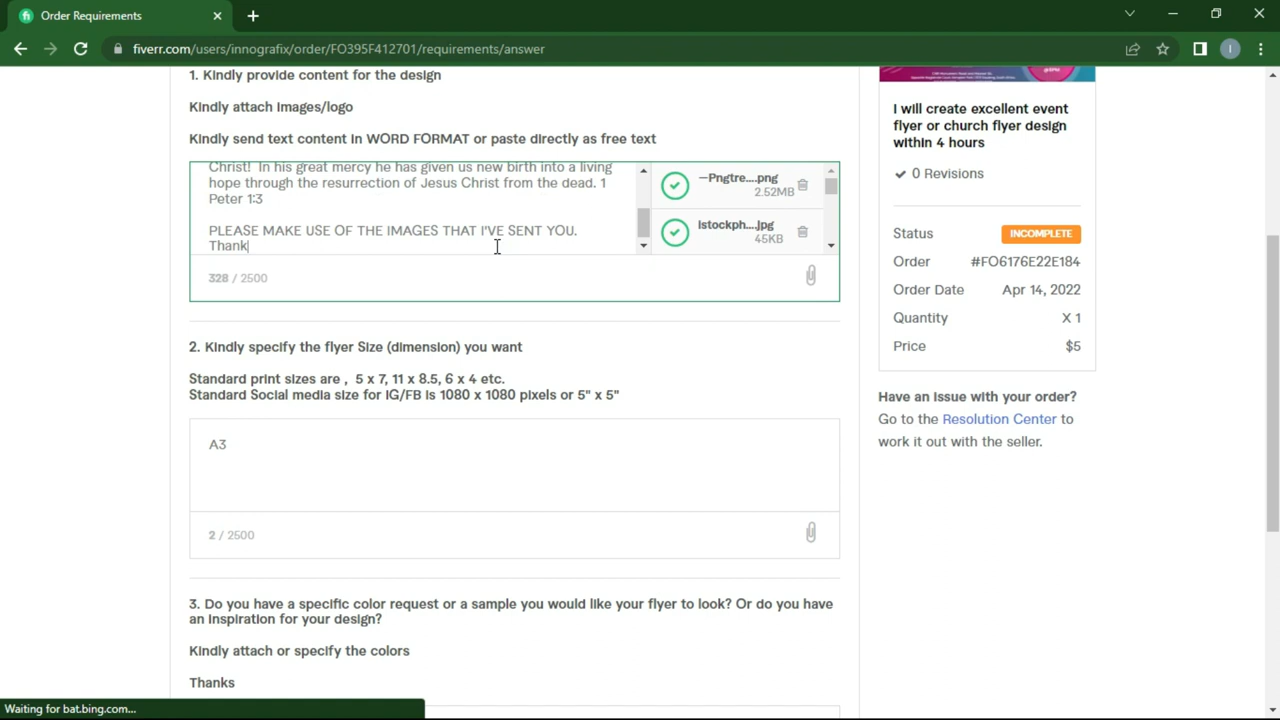 Order Requirements
fiverr.com/users/innografix/order/FO395F412701/requirements/answer
1. Kindly provide content for the design
Kindly attach Images/logo
Kindly send text content in WORD FORMAT or paste directly as free text
Christ! In his great mercy he has given us new birth into a living
hope through the resurrection of Jesus Christ from the dead. 1
Peter 1:3
PLEASE MAKE USE OF THE IMAGES THAT I'VE SENT YOU.
Thank
—Pngtre....png
2.52MB
istockph....jpg
45KB
328 / 2500
2. Kindly specify the flyer Size (dimension) you want
Standard print sizes are , 5 x 7, 11 x 8.5, 6 x 4 etc.
Standard Social media size for IG/FB is 1080 x 1080 pixels or 5" x 5"
A3
2 / 2500
3. Do you have a specific color request or a sample you would like your flyer to look? Or do you have
an inspiration for your design?
Kindly attach or specify the colors
Thanks
I will create excellent event
flyer or church flyer design
within 4 hours
0 Revisions
Status INCOMPLETE
Order #FO6176E22E184
Order Date Apr 14, 2022
Quantity X 1
Price $5
Have an issue with your order?
Go to the Resolution Center to
work it out with the seller.
Waiting for bat.bing.com...